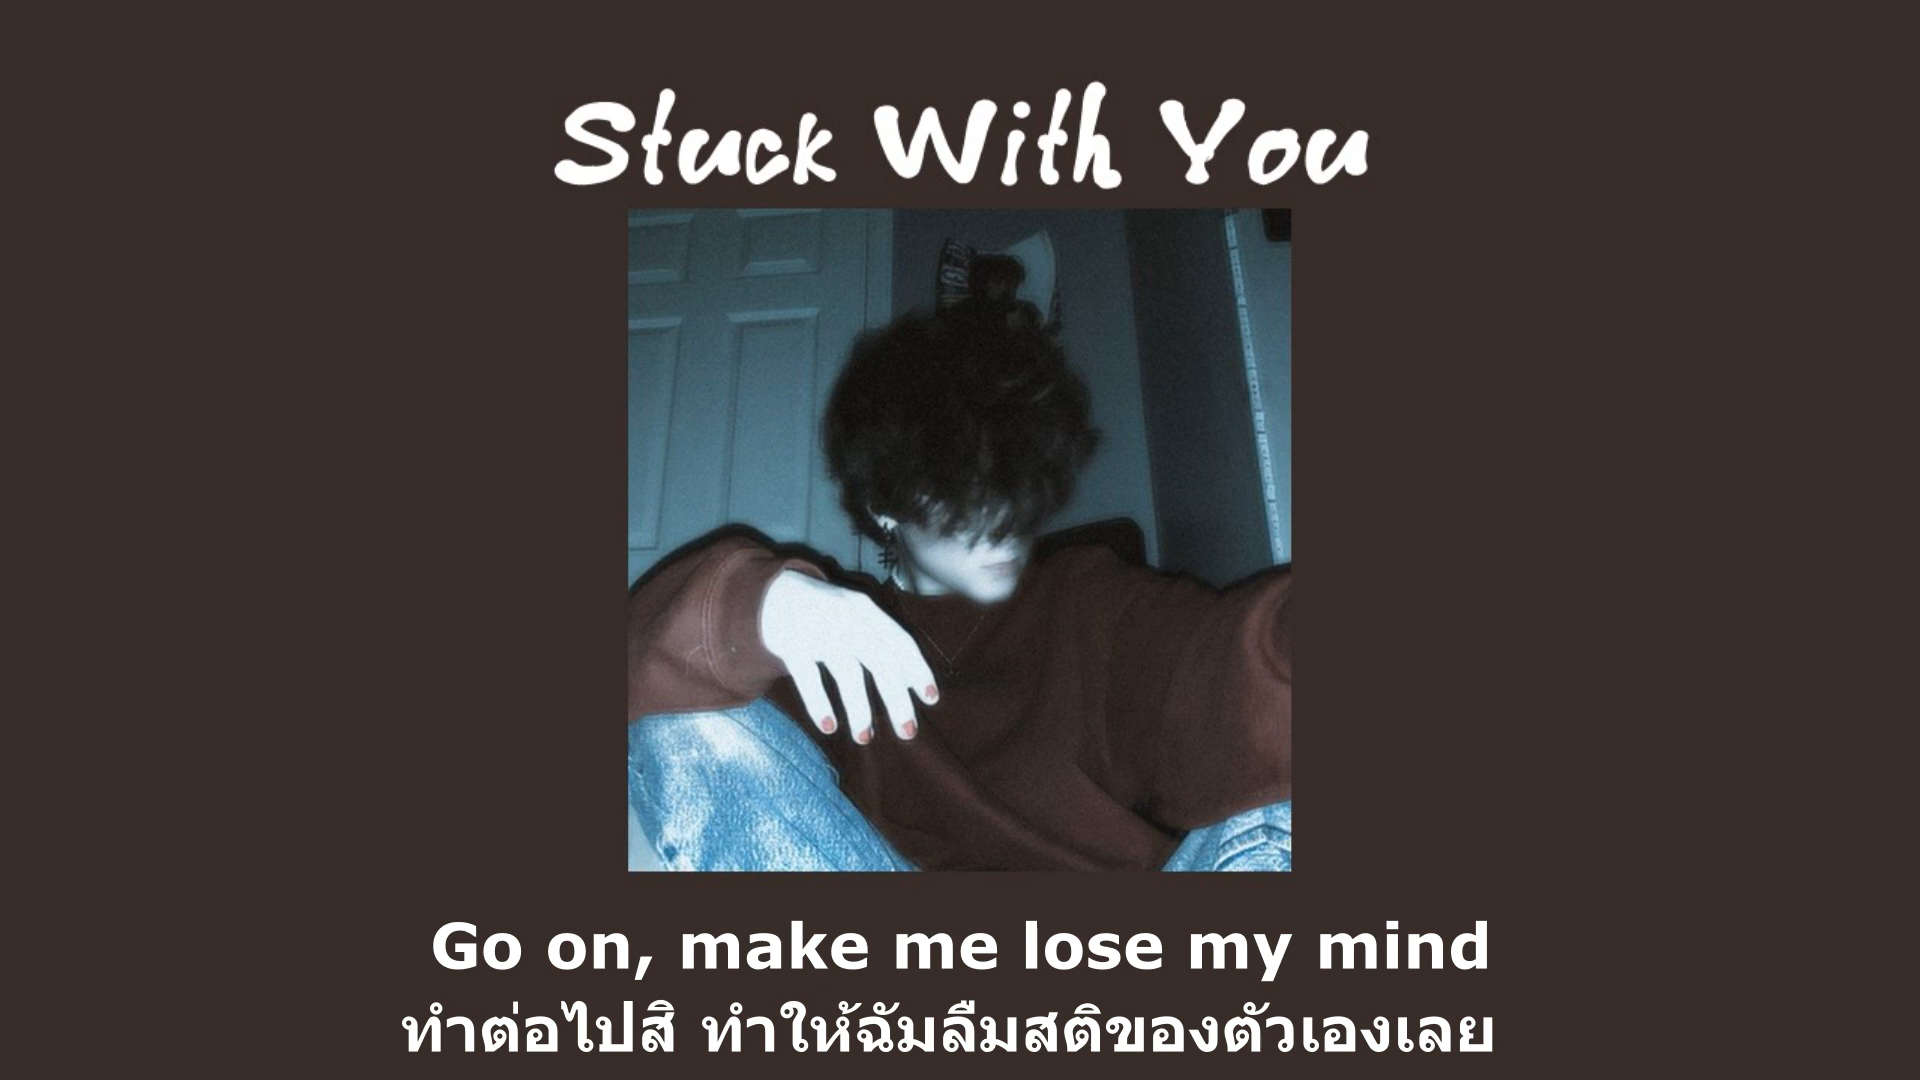 Stuck With You
Go on, make me lose my mind
ทำต่อไปสิ ทำให้ฉัมลืมสติของตัวเองเลย